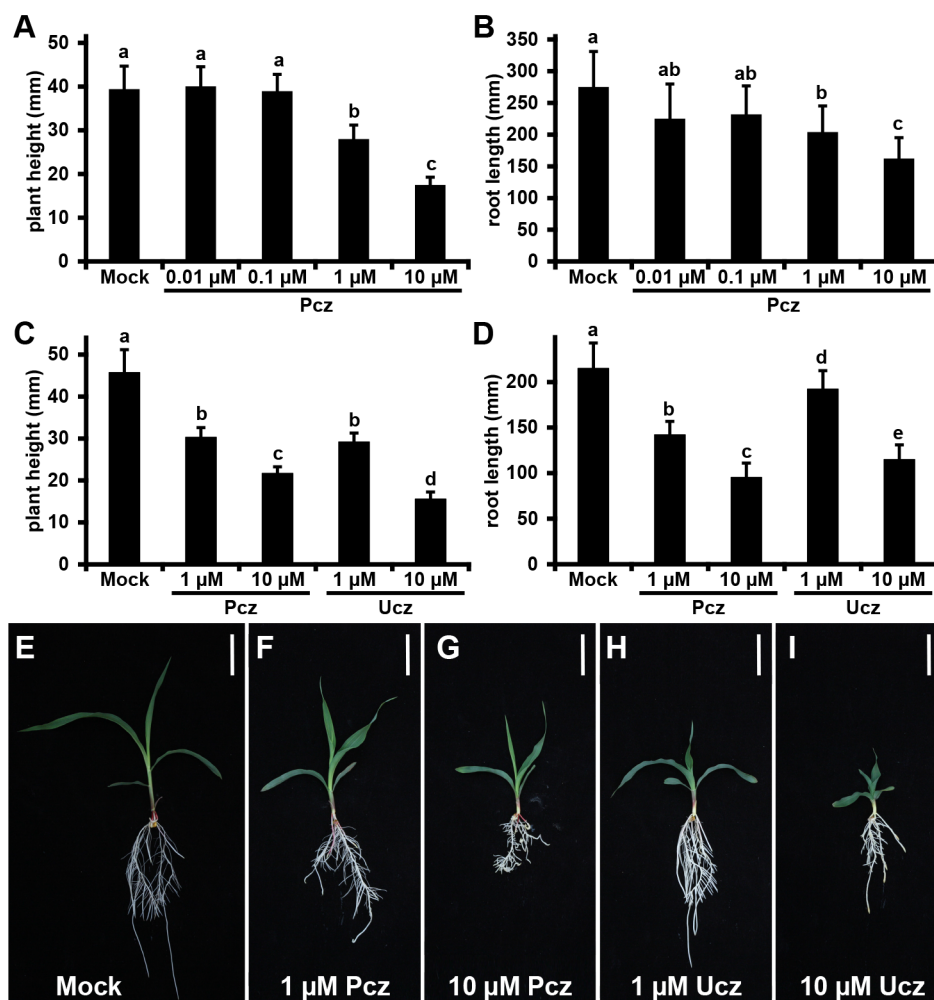 A
plant height (mm)
50
40
30
20
10
0
a
a
a
b
c
Mock
0.01 µM
0.1 µM
1 µM
10 µM
Pcz
B
root length (mm)
350
300
250
200
150
100
50
0
a
ab
ab
b
c
Mock
0.01 µM
0.1 µM
1 µM
10 µM
Pcz
C
plant height (mm)
50
40
30
20
10
0
a
b
c
b
d
Mock
1 µM
10 µM
1 µM
10 µM
Pcz
Ucz
D
root length (mm)
200
150
100
50
0
a
b
c
d
e
Mock
1 µM
10 µM
1 µM
10 µM
Pcz
Ucz
E
Mock
F
1 µM Pcz
G
10 µM Pcz
H
1 µM Ucz
I
10 µM Ucz